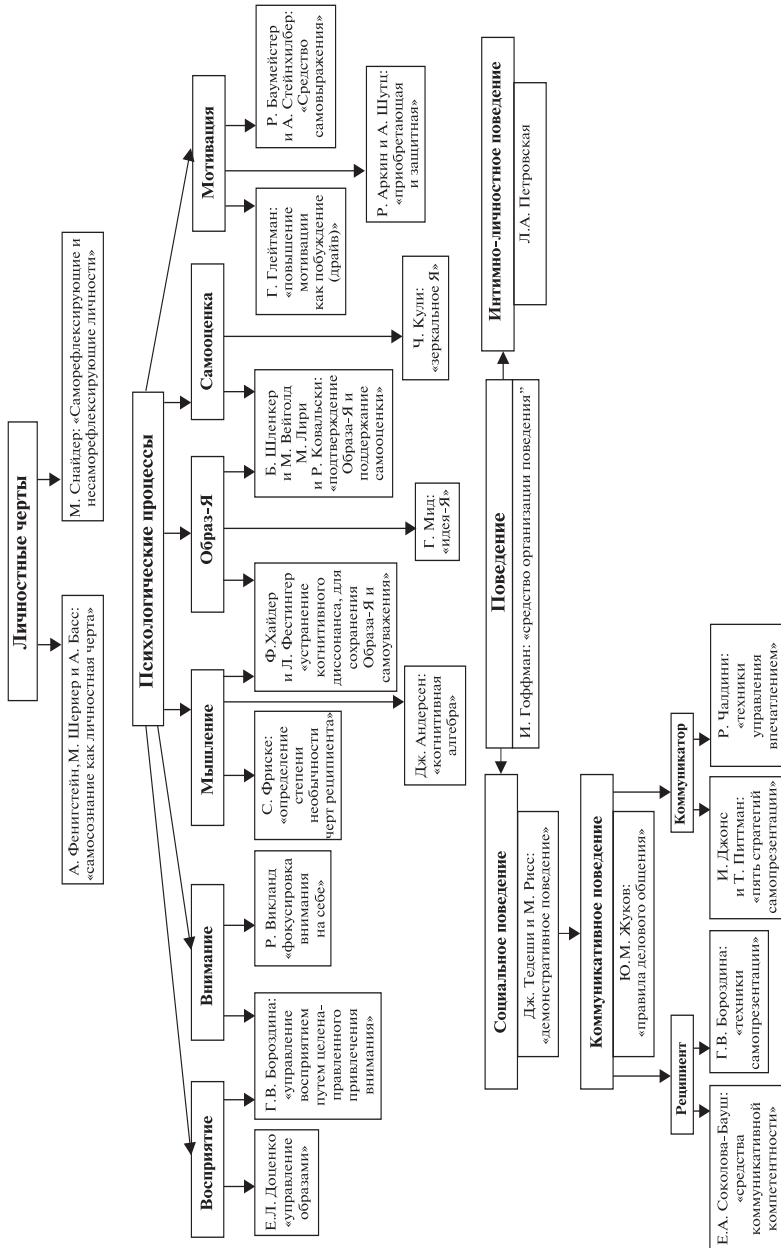 Личностные черты
А. Фенигстейн,М. Шериер и А. Басс:
«самосознание как личностная черта»
М. Снайдер: «Саморефлексирующие и
несаморефлексирующие личности»
Психологические процессы
Восприятие
Внимание
Мышление
Образ-Я
Самооценка
Мотивация
Е.Л. Доценко
«управление
образами»
Г.В. Бороздина:
«управление
восприятием
путем целена-
правленного
привлечения
внимания»
Р. Викланд
«фокусировка
внимания
на себе»
С. Фриске:
«определение
степени
необычности
черт реципиента»
Дж. Андерсен:
«когнитивная
алгебра»
Ф.Хайдер
и Л. Фестингер
«устранение
когнитивного
диссонанса, для
сохранения
Образа-Я и
самоуважения»
Г. Мид:
«идея-Я»
Б. Шленкер
и М. Вейголд
М. Лири
и Р. Ковальски:
«подтверждение
Образа-Я и
поддержание
самооценки»
Ч. Кули:
«зеркальное Я»
Г. Глейтман:
«повышение
мотивации
как побуждение
(драйв)»
Р. Аркин и А. Шутц:
«приобретающая
и защитная»
Р. Баумейстер
и А. Стейнхилбер:
«Средство
самовыражения»
Поведение
И. Гоффман: «средство организации поведения”
Социальное поведение
Дж. Тедеши и М. Рисс:
«демонстративное поведение»
Интимно-личностное поведение
Л.А. Петровская
Коммуникативное поведение
Ю.М. Жуков:
«правила делового общения»
Реципиент
Коммуникатор
Е.А. Соколова-Бауш:
«средства
коммуникативной
компетентности»
Г.В. Бороздина:
«техники
самопрезентации»
И. Джонс
и Т. Питтман:
«пять стратегий
самопрезентации»
Р. Чалдини:
«техники
управления
впечатлением»